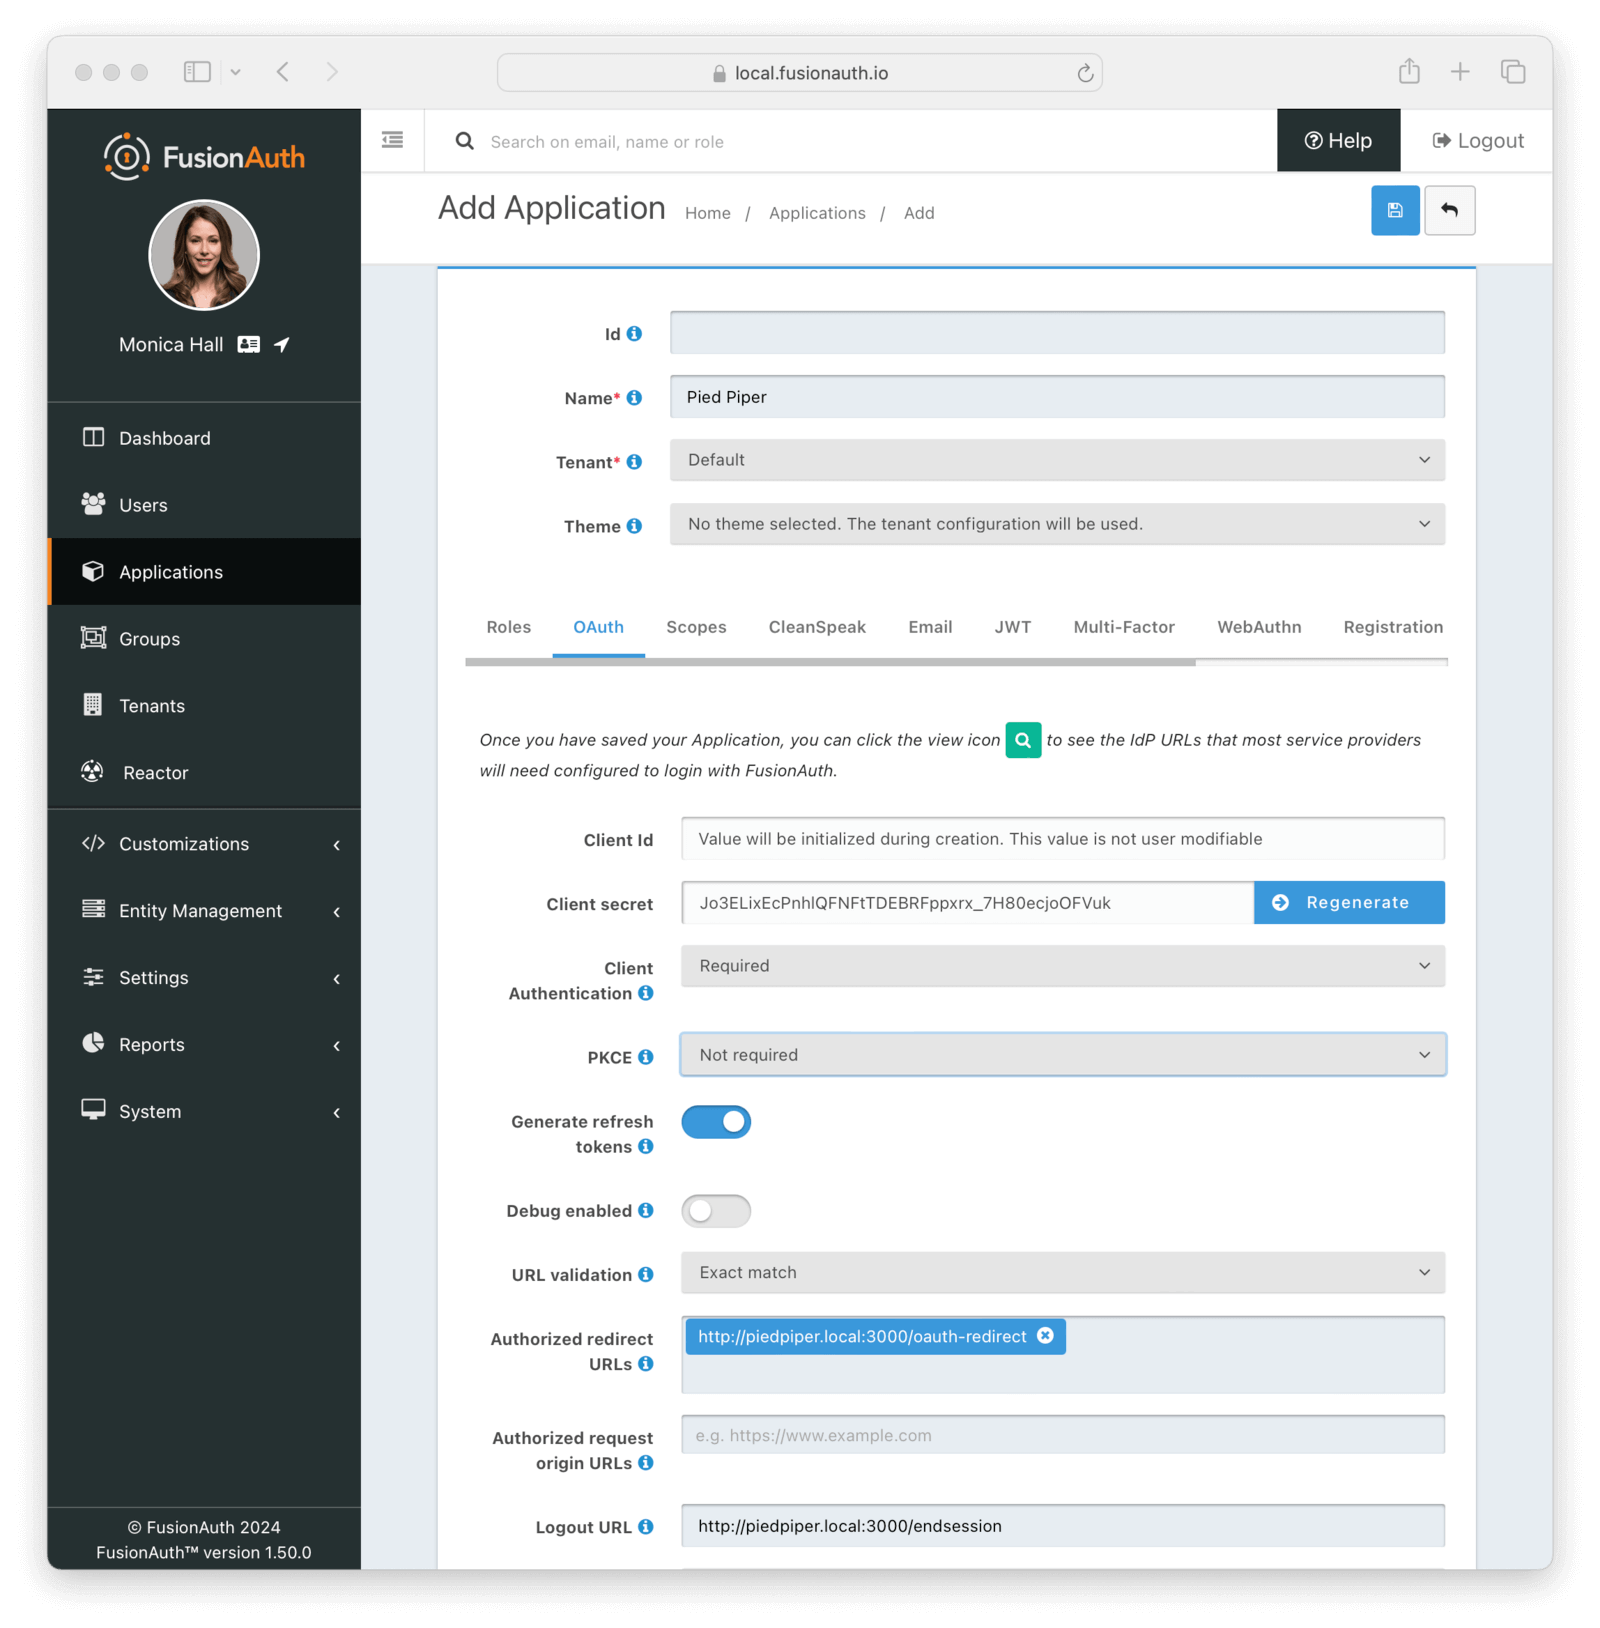 local.fusionauth.io
FusionAuth
Search on email, name or role
Help
Logout
Monica Hall
Dashboard
Users
Applications
Groups
Tenants
Reactor
Customizations
Entity Management
Settings
Reports
System
© FusionAuth 2024
FusionAuth™ version 1.50.0
Add Application
Home / Applications / Add
Id
Name* Pied Piper
Tenant* Default
Theme No theme selected. The tenant configuration will be used.
Roles OAuth Scopes CleanSpeak Email JWT Multi-Factor WebAuthn Registration
Once you have saved your Application, you can click the view icon to see the IdP URLs that most service providers
will need configured to login with FusionAuth.
Client Id Value will be initialized during creation. This value is not user modifiable
Client secret Jo3ELixEcPnhlQFNFtTDEBRFppxrx_7H80ecjoOFVuk Regenerate
Client
Authentication
Required
PKCE Not required
Generate refresh
tokens
Debug enabled
URL validation Exact match
Authorized redirect
URLs
http://piedpiper.local:3000/oauth-redirect
Authorized request
origin URLs
e.g. https://www.example.com
Logout URL http://piedpiper.local:3000/endsession